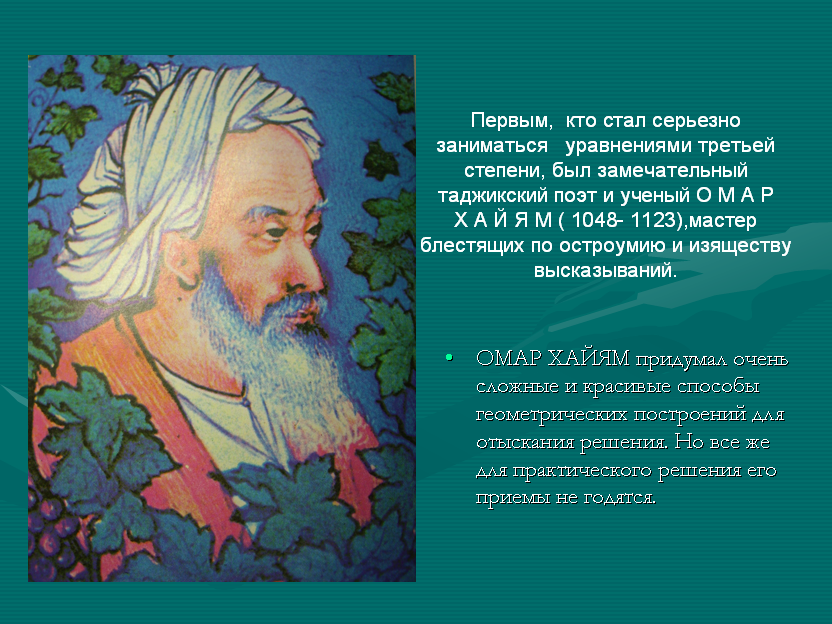 Первым,  кто стал серьезно
заниматься   уравнениями третьей
степени, был замечательный
таджикский поэт и ученый О М А Р
Х А Й Я М ( 1048- 1123),мастер
блестящих по остроумию и изяществу
высказываний.
• ОМАР ХАЙЯМ придумал очень
сложные и красивые способы
геометрических построений для
отыскания решения. Но все же
для практического решения его
приемы не годятся.